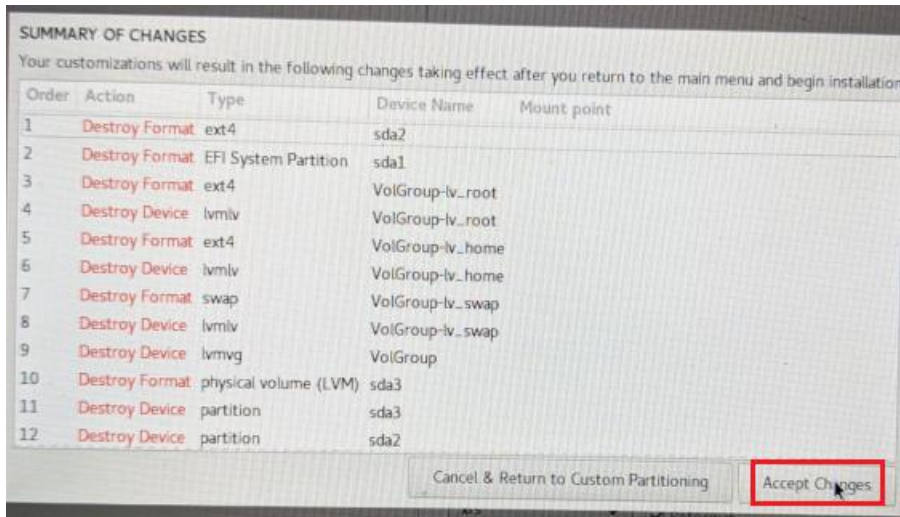 SUMMARY OF CHANGES
Your customizations will result in the following changes taking effect after you return to the main menu and begin installation
Order Action Type Device Name Mount point
1 Destroy Format ext4 sda2
2 Destroy Format EFI System Partition sda1
3 Destroy Format ext4 VolGroup-lv_root
4 Destroy Device lvmlv VolGroup-lv_root
5 Destroy Format ext4 VolGroup-lv_home
6 Destroy Device lvmlv VolGroup-lv_home
7 Destroy Format swap VolGroup-lv_swap
8 Destroy Device lvmlv VolGroup-lv_swap
9 Destroy Device lvmvg VolGroup
10 Destroy Format physical volume (LVM) sda3
11 Destroy Device partition sda3
12 Destroy Device partition sda2
Cancel & Return to Custom Partitioning Accept Changes